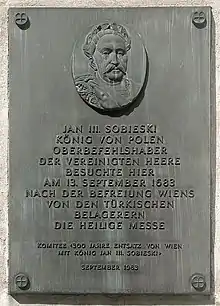 JAN III. SOBIESKI
KÖNIG VON POLEN
OBERBEFEHLSHABER
DER VEREINIGTEN HEERE
BESUCHTE HIER
AM 13. SEPTEMBER 1683
NACH DER BEFREIUNG WIENS
VON DEN TÜRKISCHEN
BELAGERERN
DIE HEILIGE MESSE
KOMITEE «300 JAHRE ENTSATZ VON WIEN
MIT KÖNIG JAN III. SOBIESKI»
SEPTEMBER 1983